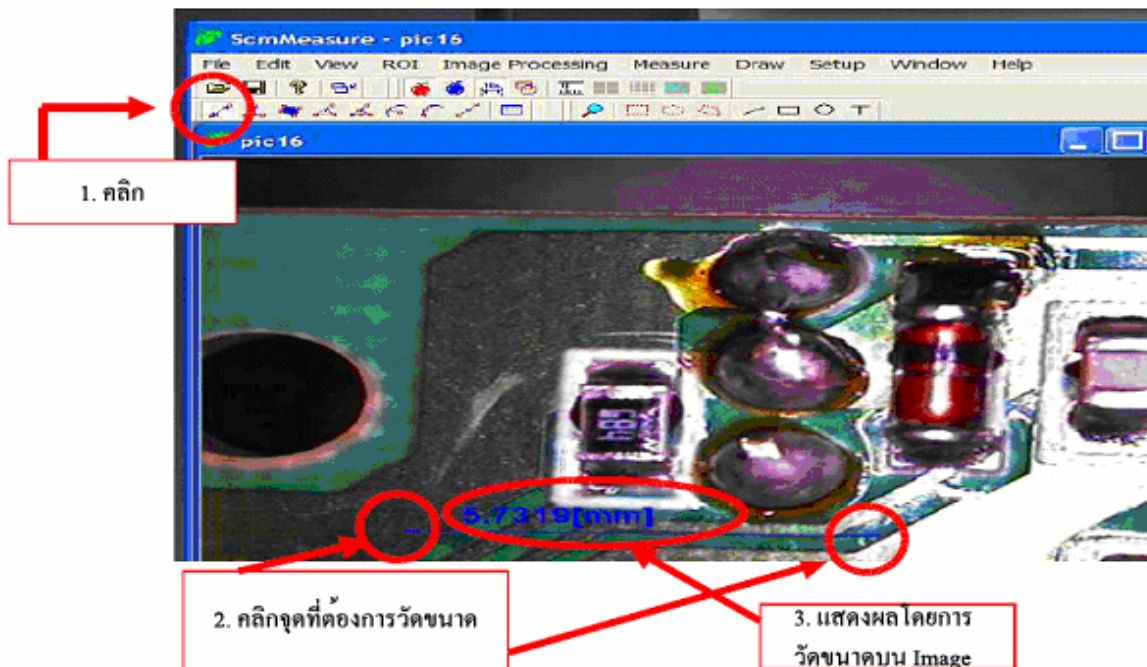 ScmMeasure - pic16
File Edit View ROI Image Processing Measure Draw Setup Window Help
pic16
1. คลิก
5.7319[mm]
2. คลิกจุดที่ต้องการวัดขนาด
3. แสดงผลโดยการ
วัดขนาดบน Image